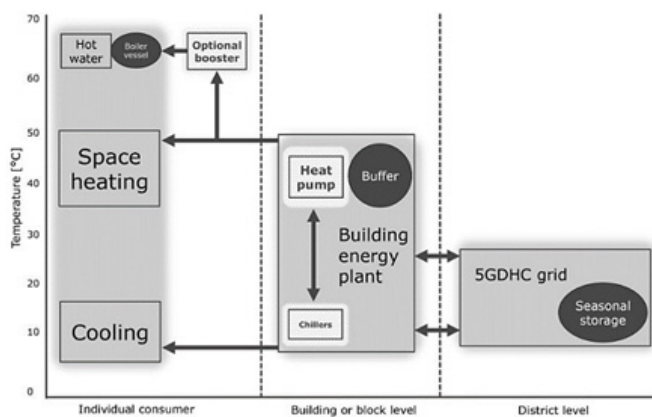 70
60
50
40
30
20
10
0
Temperature [°C]
Hot
water
Boiler
vessel
Optional
booster
Space
heating
Cooling
Heat
pump
Buffer
Building
energy
plant
Chillers
5GDHC grid
Seasonal
storage
Individual consumer
Building or block level
District level